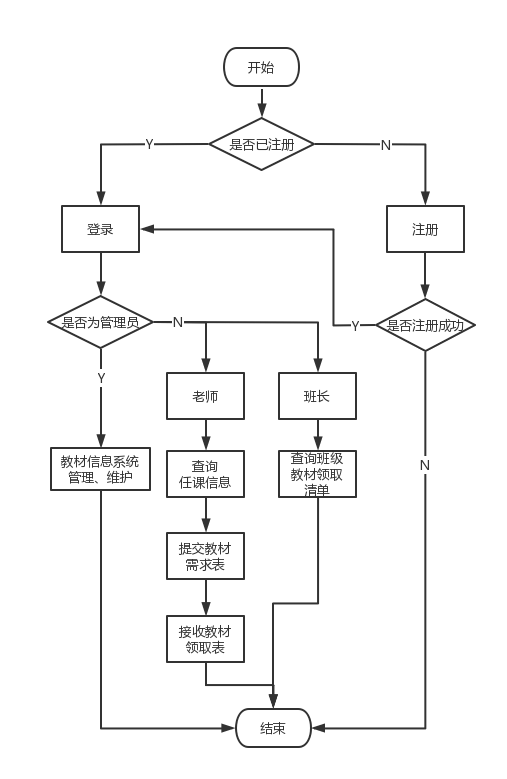 开始
是否已注册
Y
N
登录
注册
是否为管理员
N
Y
是否注册成功
Y
老师
班长
教材信息系统
管理、维护
查询
任课信息
查询班级
教材领取
清单
N
提交教材
需求表
接收教材
领取表
结束